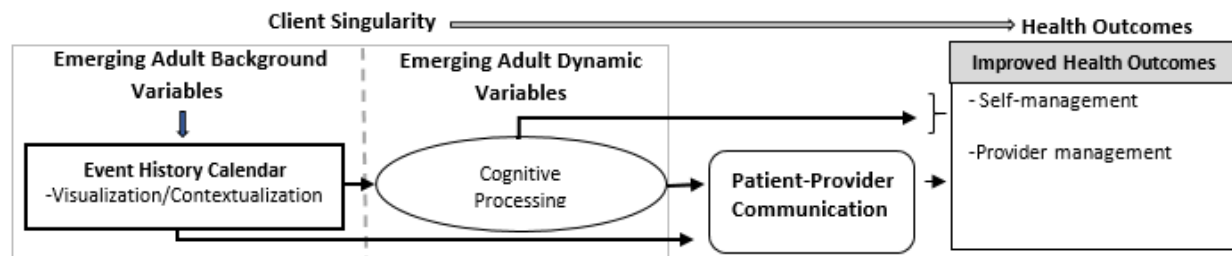 Client Singularity
Health Outcomes
Emerging Adult Background
Variables
Emerging Adult Dynamic
Variables
Improved Health Outcomes
- Self-management
-Provider management
Event History Calendar
-Visualization/Contextualization
Cognitive
Processing
Patient-Provider
Communication